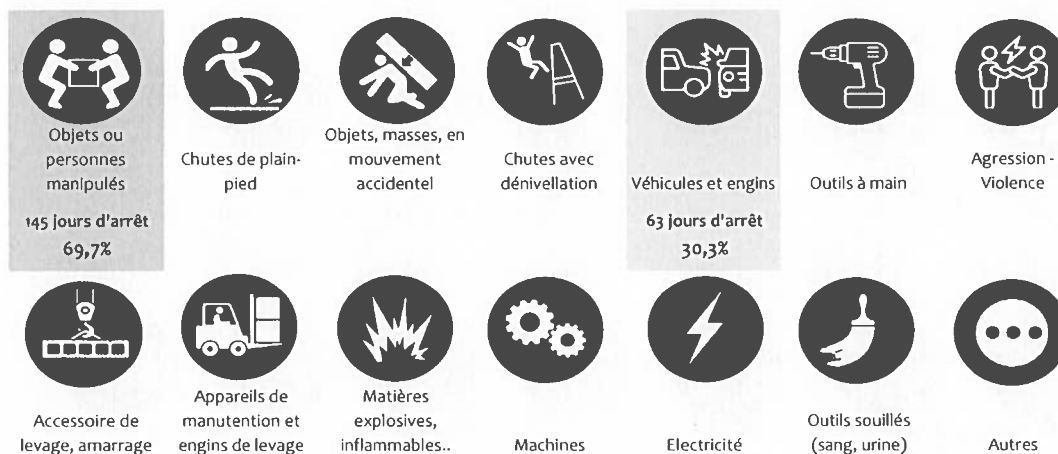 Objets ou
personnes
manipulés
145 jours d'arrêt
69,7%
Chutes de plain-
pied
Objets, masses, en
mouvement
accidentel
Chutes avec
dénivellation
Véhicules et engins
63 jours d'arrêt
30,3%
Outils à main
Agression -
Violence
Accessoire de
levage, amarrage
Appareils de
manutention et
engins de levage
Matières
explosives,
inflammables..
Machines
Electricité
Outils souillés
(sang, urine)
Autres